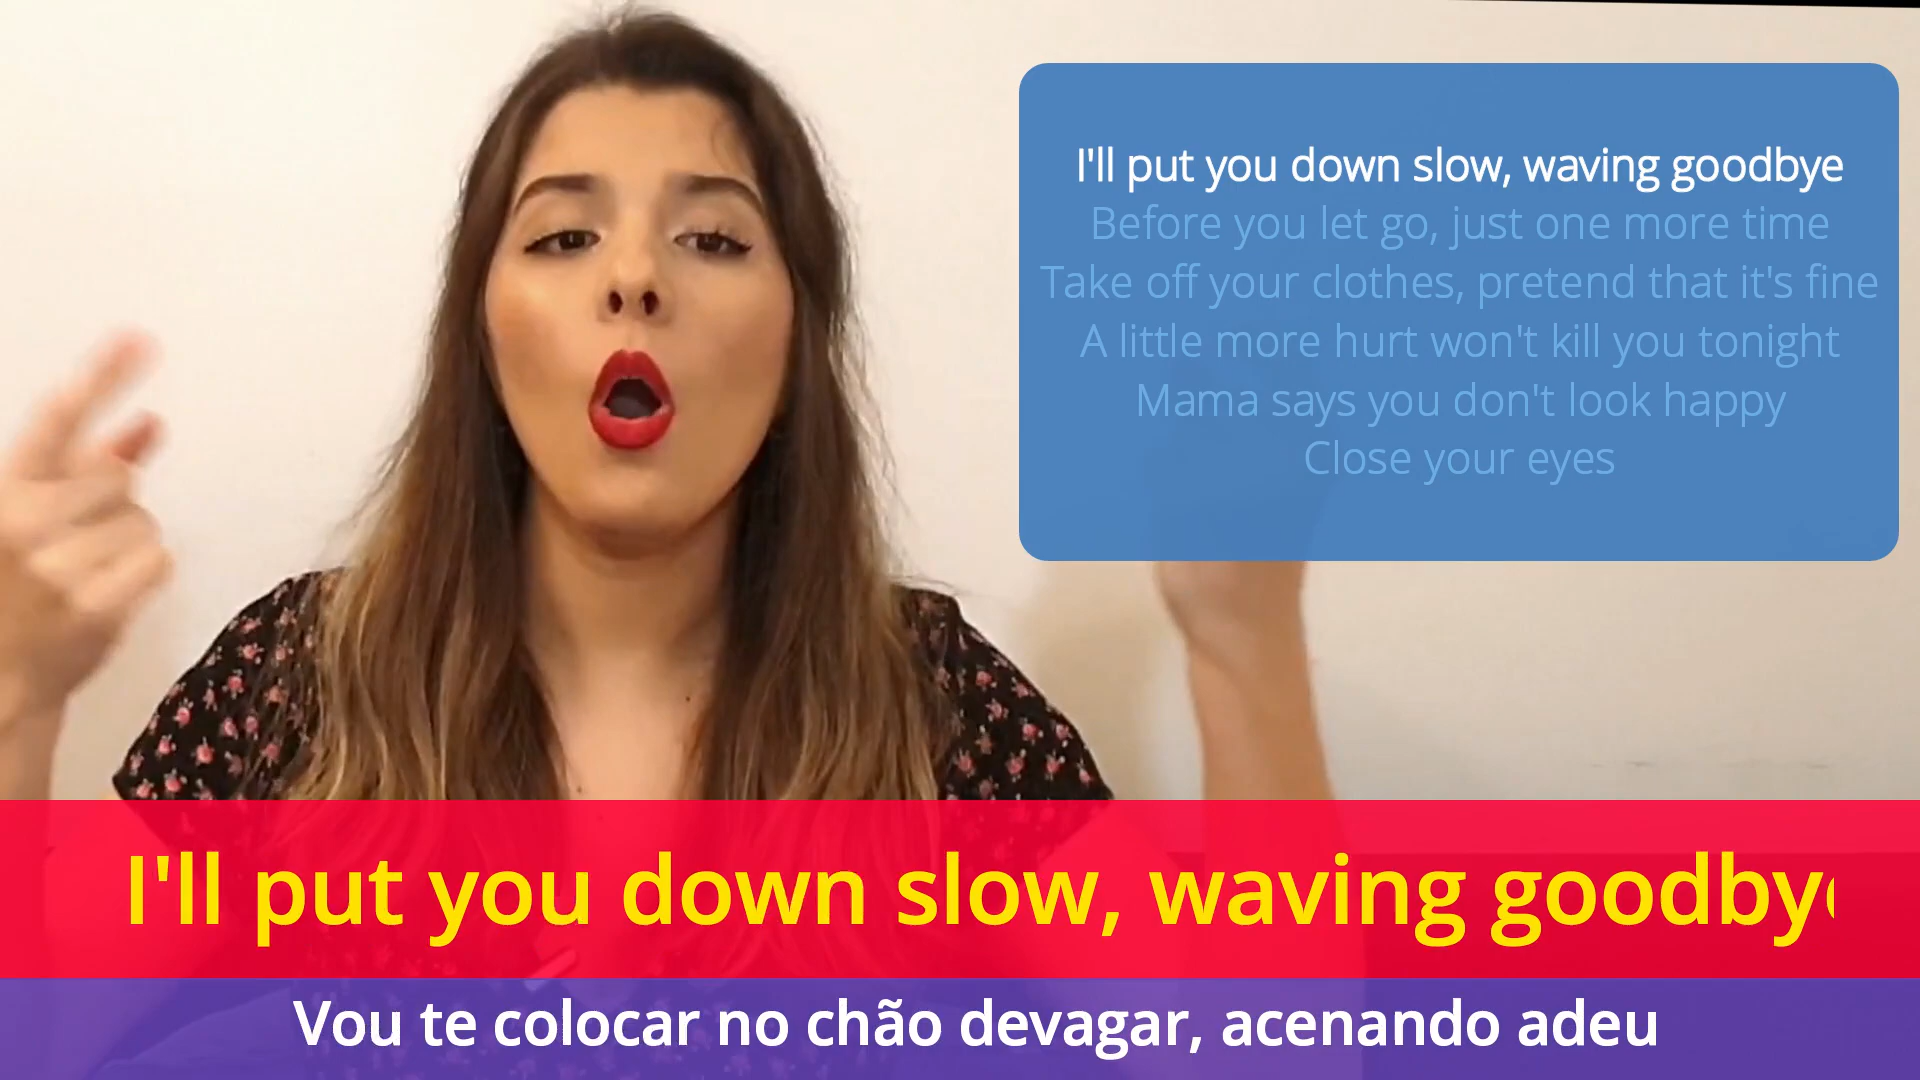 I'll put you down slow, waving goodbye
Before you let go, just one more time
Take off your clothes, pretend that it's fine
A little more hurt won't kill you tonight
Mama says you don't look happy
Close your eyes
I'll put you down slow, waving goodbye
Vou te colocar no chão devagar, acenando adeu